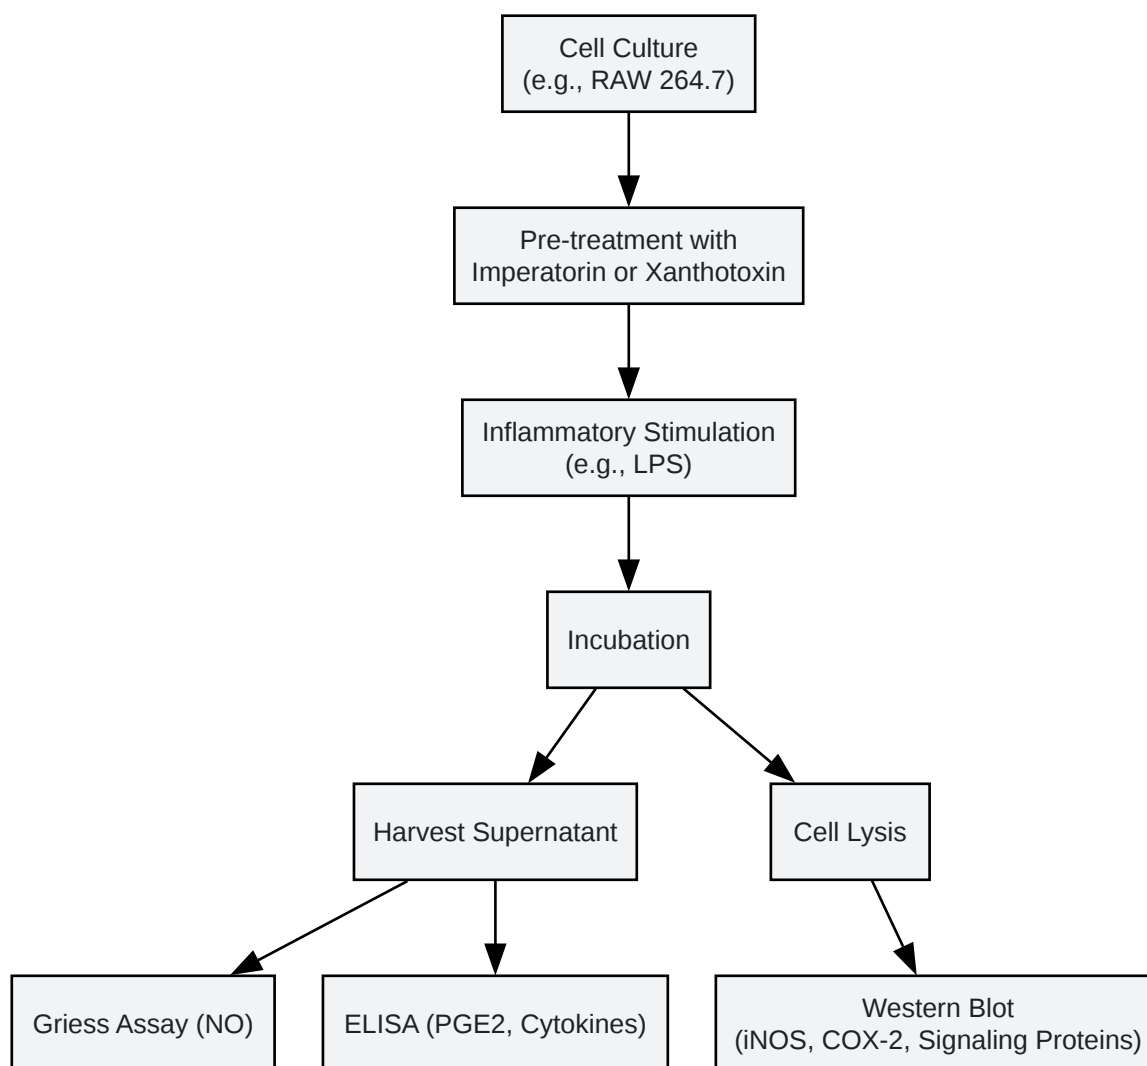 Cell Culture
(e.g., RAW 264.7)
Pre-treatment with
Imperatorin or Xanthotoxin
Inflammatory Stimulation
(e.g., LPS)
Incubation
Harvest Supernatant
Cell Lysis
Griess Assay (NO)
ELISA (PGE2, Cytokines)
Western Blot
(iNOS, COX-2, Signaling Proteins)